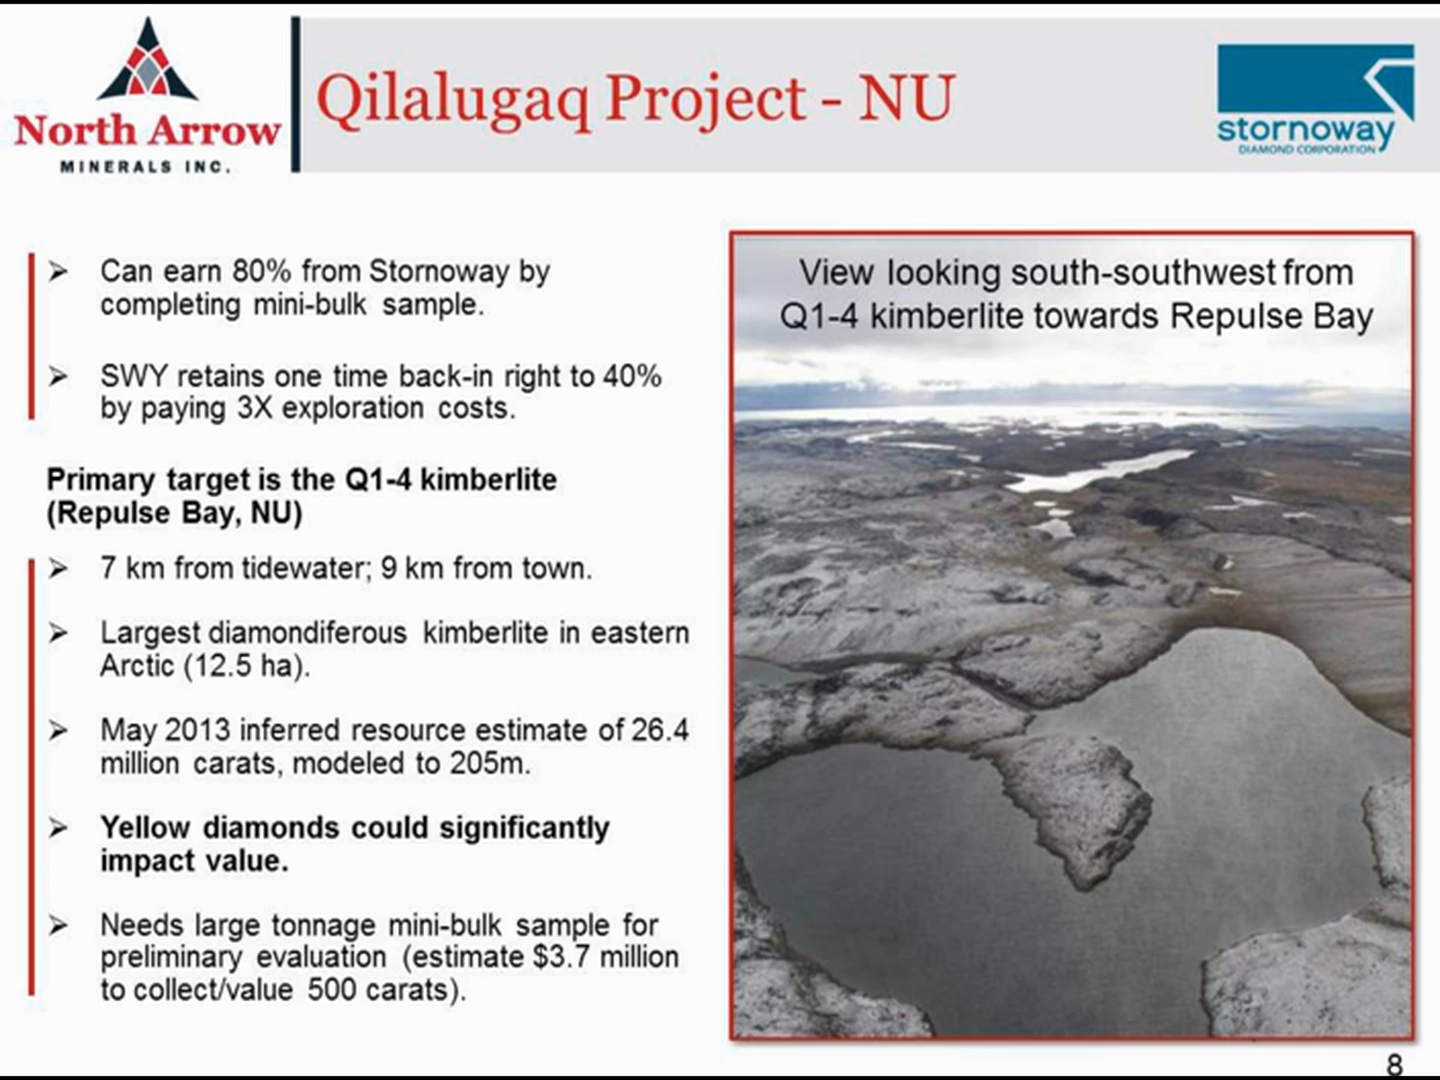 North Arrow
MINERALS INC.
Qilalugaq Project - NU
stornoway
DIAMOND CORPORATION
➢ Can earn 80% from Stornoway by
completing mini-bulk sample.
➢ SWY retains one time back-in right to 40%
by paying 3X exploration costs.
Primary target is the Q1-4 kimberlite
(Repulse Bay, NU)
➢ 7 km from tidewater; 9 km from town.
➢ Largest diamondiferous kimberlite in eastern
Arctic (12.5 ha).
➢ May 2013 inferred resource estimate of 26.4
million carats, modeled to 205m.
➢ Yellow diamonds could significantly
impact value.
➢ Needs large tonnage mini-bulk sample for
preliminary evaluation (estimate $3.7 million
to collect/value 500 carats).
View looking south-southwest from
Q1-4 kimberlite towards Repulse Bay
8